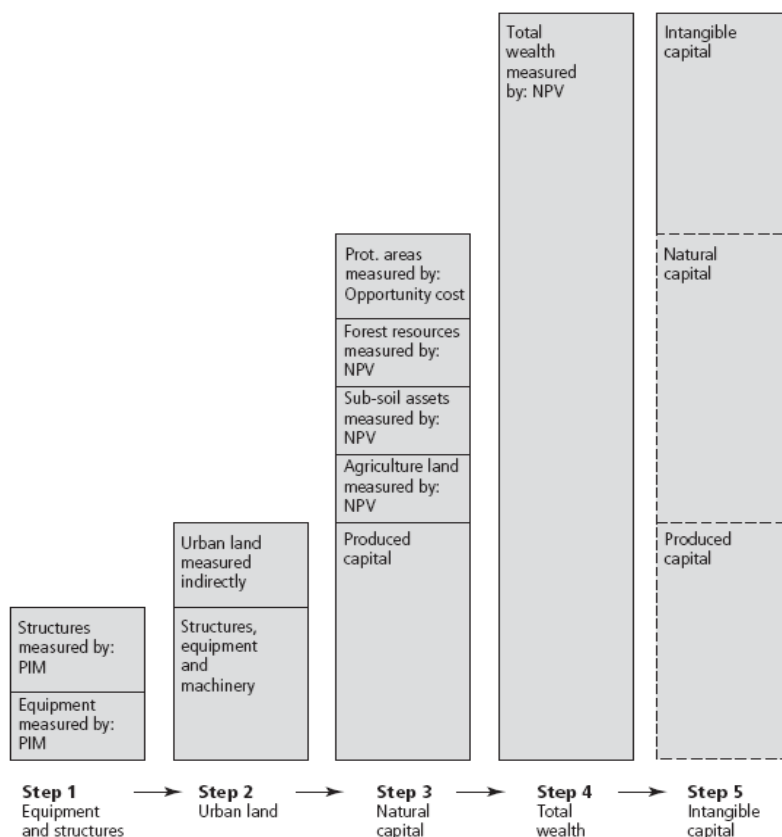 Total
wealth
measured
by: NPV
Intangible
capital
Prot. areas
measured by:
Opportunity cost
Natural
capital
Forest resources
measured by:
NPV
Sub-soil assets
measured by:
NPV
Agriculture land
measured by:
NPV
Urban land
measured
indirectly
Produced
capital
Produced
capital
Structures
measured by:
PIM
Structures,
equipment
and
machinery
Equipment
measured by:
PIM
Step 1
Equipment
and structures
Step 2
Urban land
Step 3
Natural
capital
Step 4
Total
wealth
Step 5
Intangible
capital